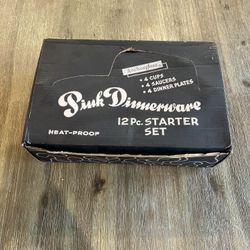 • 4 CUPS
• 4 SAUCERS
• 4 DINNER PLATES
Pink Dinnerware
12 Pc. STARTER
SET
HEAT-PROOF